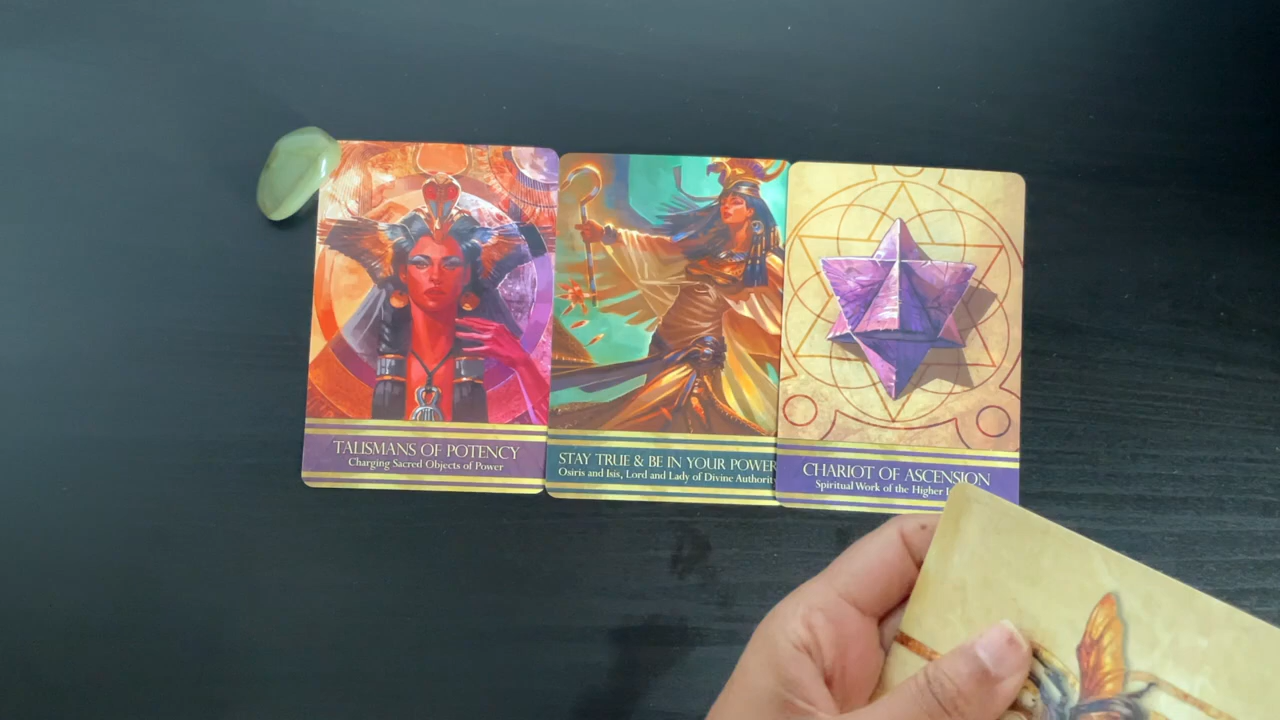 TALISMANS OF POTENCY
Charging Sacred Objects of Power
STAY TRUE & BE IN YOUR POWER
Osiris and Isis, Lord and Lady of Divine
CHARIOT OF ASCENSION
Spiritual Work of the Higher